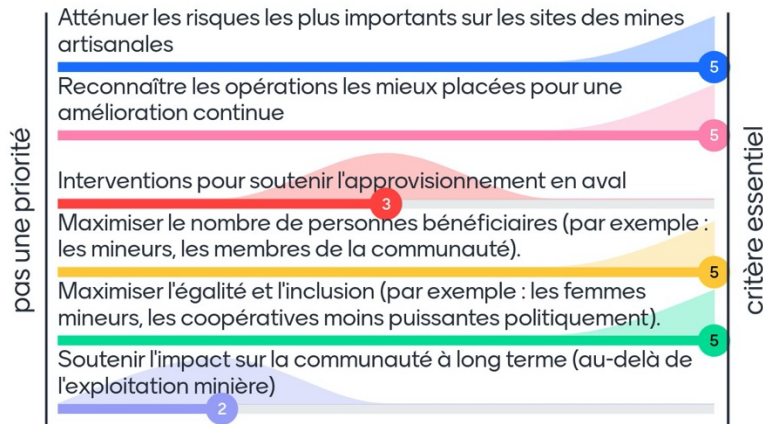 Atténuer les risques les plus importants sur les sites des mines
artisanales
5
Reconnaître les opérations les mieux placées pour une
amélioration continue
5
Interventions pour soutenir l'approvisionnement en aval
3
Maximiser le nombre de personnes bénéficiaires (par exemple :
les mineurs, les membres de la communauté).
5
Maximiser l'égalité et l'inclusion (par exemple : les femmes
mineurs, les coopératives moins puissantes politiquement).
5
Soutenir l'impact sur la communauté à long terme (au-delà de
l'exploitation minière)
2
pas une priorité
critère essentiel